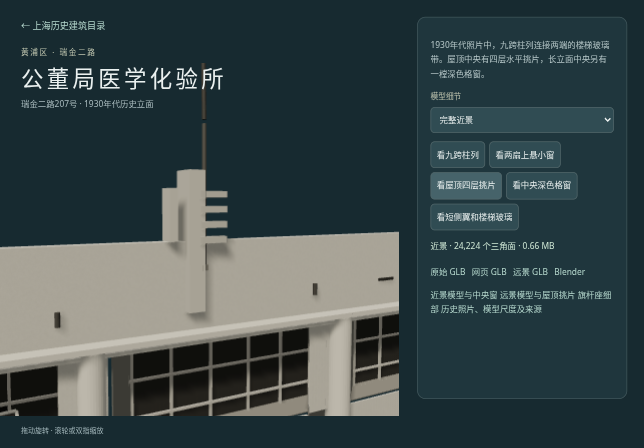 ← 上海历史建筑目录
黄浦区 · 瑞金二路
公董局医学化验所
瑞金二路207号 · 1930年代历史立面
1930年代照片中，九跨柱列连接两端的楼梯玻璃
带。屋顶中央有四层水平挑片，长立面中央另有
一樘深色格窗。
模型细节
完整近景
看九跨柱列
看两扇上悬小窗
看屋顶四层挑片
看中央深色格窗
看短侧翼和楼梯玻璃
近景 · 24,224 个三角面 · 0.66 MB
原始 GLB 网页 GLB 远景 GLB Blender
近景模型与中央窗 远景模型与屋顶挑片 旗杆座细
部 历史照片、模型尺度及来源
拖动旋转 · 滚轮或双指缩放